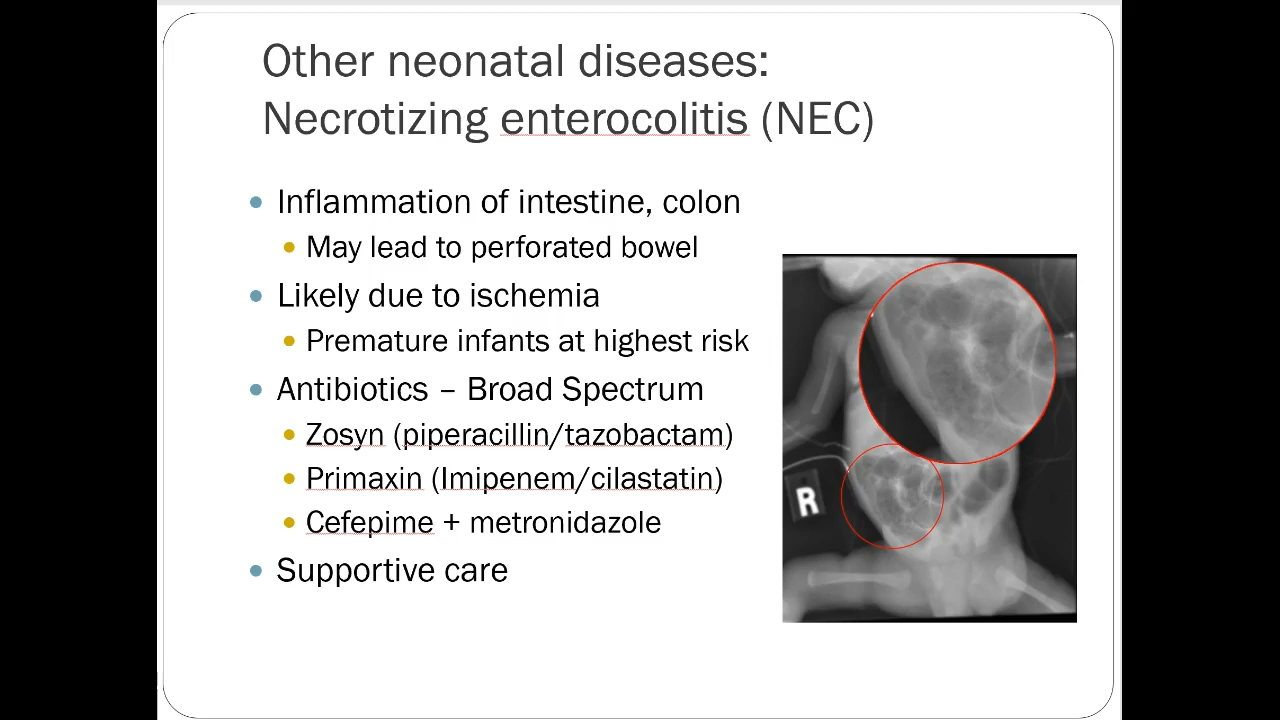 Other neonatal diseases:
Necrotizing enterocolitis (NEC)
Inflammation of intestine, colon
May lead to perforated bowel
Likely due to ischemia
Premature infants at highest risk
Antibiotics – Broad Spectrum
Zosyn (piperacillin/tazobactam)
Primaxin (Imipenem/cilastatin)
Cefepime + metronidazole
Supportive care
R